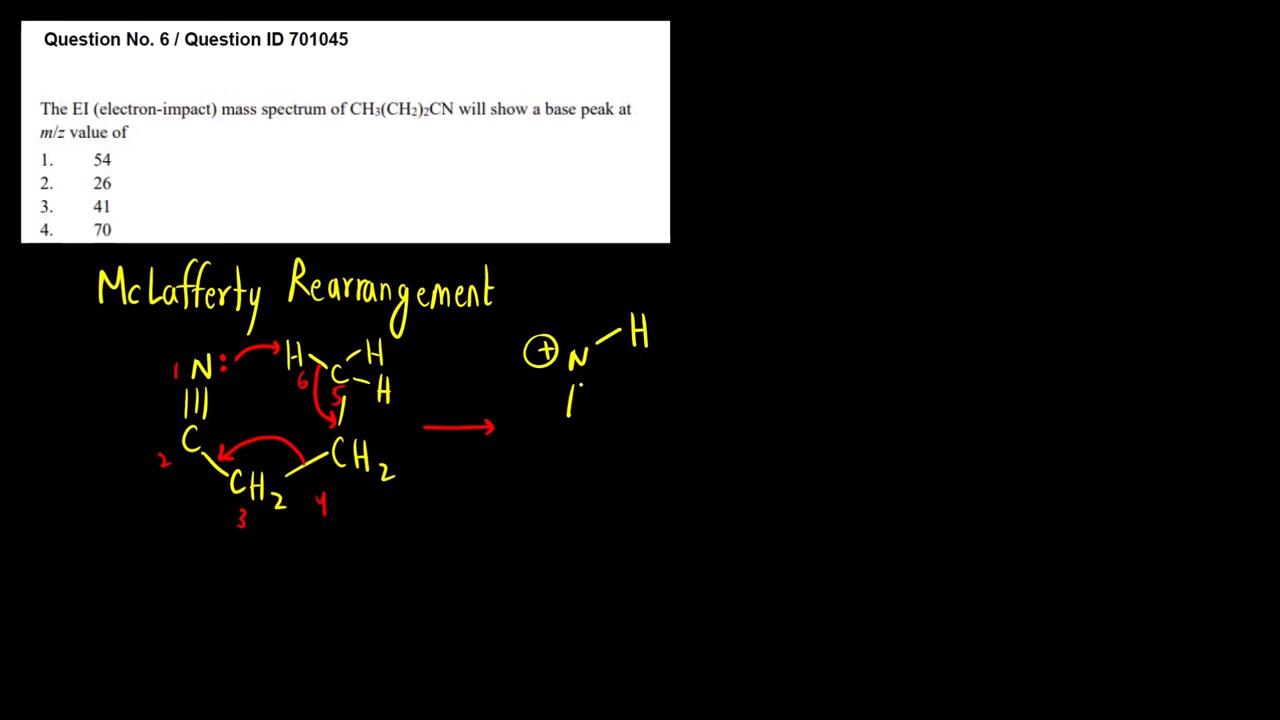 Question No. 6 / Question ID 701045
The EI (electron-impact) mass spectrum of CH₃(CH₂)₂CN will show a base peak at
m/z value of
1. 54
2. 26
3. 41
4. 70
McLafferty Rearrangement
1 N : H C H H
6 5
C CH₂
2 CH₂
3 4
⊕ N H